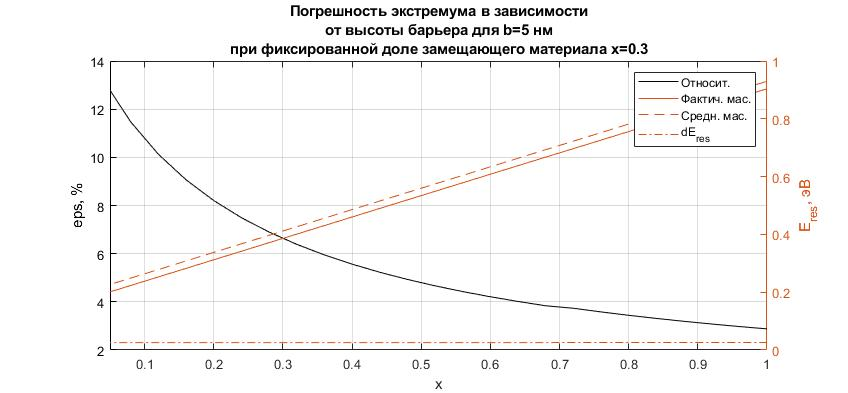 Погрешность экстремума в зависимости
от высоты барьера для b=5 нм
при фиксированной доле замещающего материала x=0.3
14
12
10
8
6
4
2
eps, %
0.1 0.2 0.3 0.4 0.5 0.6 0.7 0.8 0.9 1
x
1
0.8
0.6
0.4
0.2
0
E_res, эВ
Относит.
Фактич. мас.
Средн. мас.
dE_res